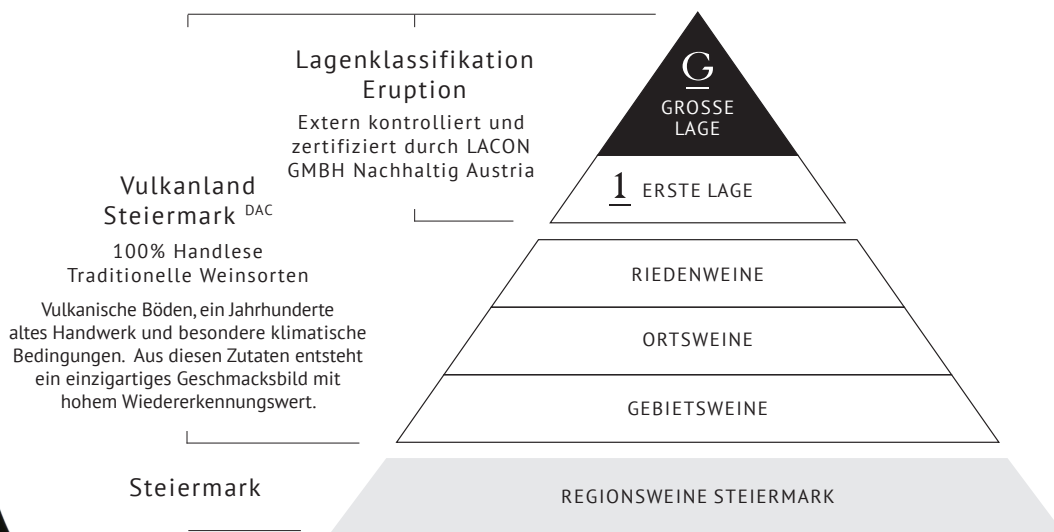 Lagenklassifikation
Eruption
Extern kontrolliert und
zertifiziert durch LACON
GMBH Nachhaltig Austria
Vulkanland
Steiermark DAC
100% Handlese
Traditionelle Weinsorten
Vulkanische Böden, ein Jahrhunderte
altes Handwerk und besondere klimatische
Bedingungen. Aus diesen Zutaten entsteht
ein einzigartiges Geschmacksbild mit
hohem Wiedererkennungswert.
Steiermark
G
GROSSE
LAGE
1 ERSTE LAGE
RIEDENWEINE
ORTSWEINE
GEBIETSWEINE
REGIONSWEINE STEIERMARK